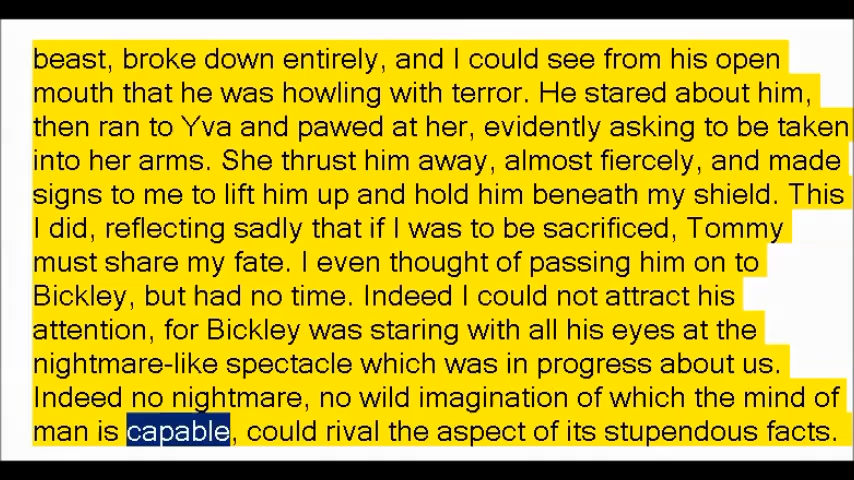 beast, broke down entirely, and I could see from his open
mouth that he was howling with terror. He stared about him,
then ran to Yva and pawed at her, evidently asking to be taken
into her arms. She thrust him away, almost fiercely, and made
signs to me to lift him up and hold him beneath my shield. This
I did, reflecting sadly that if I was to be sacrificed, Tommy
must share my fate. I even thought of passing him on to
Bickley, but had no time. Indeed I could not attract his
attention, for Bickley was staring with all his eyes at the
nightmare-like spectacle which was in progress about us.
Indeed no nightmare, no wild imagination of which the mind of
man is capable, could rival the aspect of its stupendous facts.